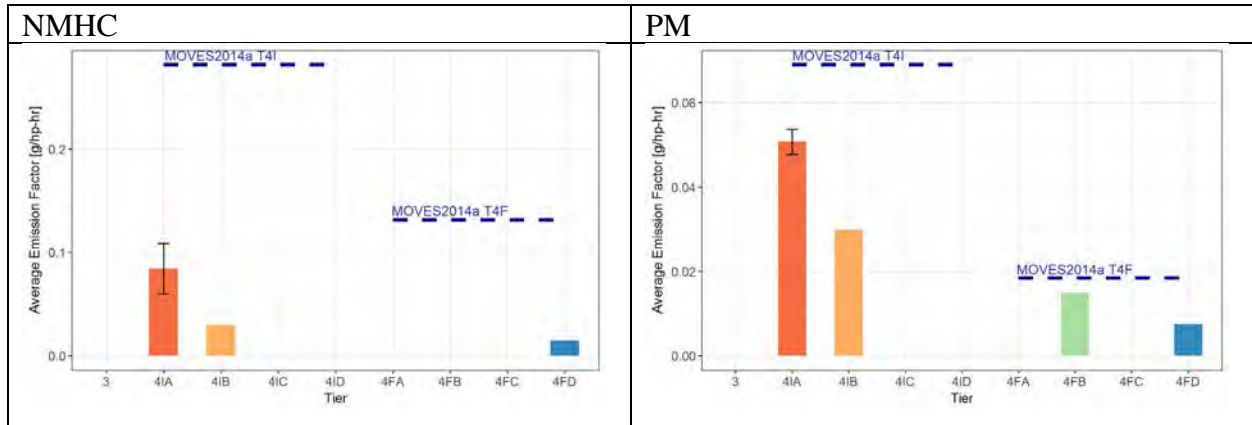 NMHC
PM
MOVES2014a T4I
MOVES2014a T4F
Average Emission Factor [g/hp-hr]
0.2
0.1
0.0
3 4IA 4IB 4IC 4ID 4FA 4FB 4FC 4FD
Tier
MOVES2014a T4I
MOVES2014a T4F
Average Emission Factor [g/hp-hr]
0.06
0.04
0.02
0.00
3 4IA 4IB 4IC 4ID 4FA 4FB 4FC 4FD
Tier